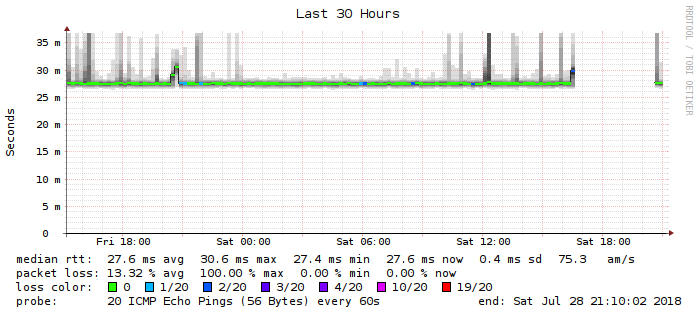 Last 30 Hours
RRDTOOL / TOBI OETIKER
Seconds
35 m
30 m
25 m
20 m
15 m
10 m
5 m
0
Fri 18:00 Sat 00:00 Sat 06:00 Sat 12:00 Sat 18:00
median rtt: 27.6 ms avg 30.6 ms max 27.4 ms min 27.6 ms now 0.4 ms sd 75.3 am/s
packet loss: 13.32 % avg 100.00 % max 0.00 % min 0.00 % now
loss color: 0 1/20 2/20 3/20 4/20 10/20 19/20
probe: 20 ICMP Echo Pings (56 Bytes) every 60s end: Sat Jul 28 21:10:02 2018